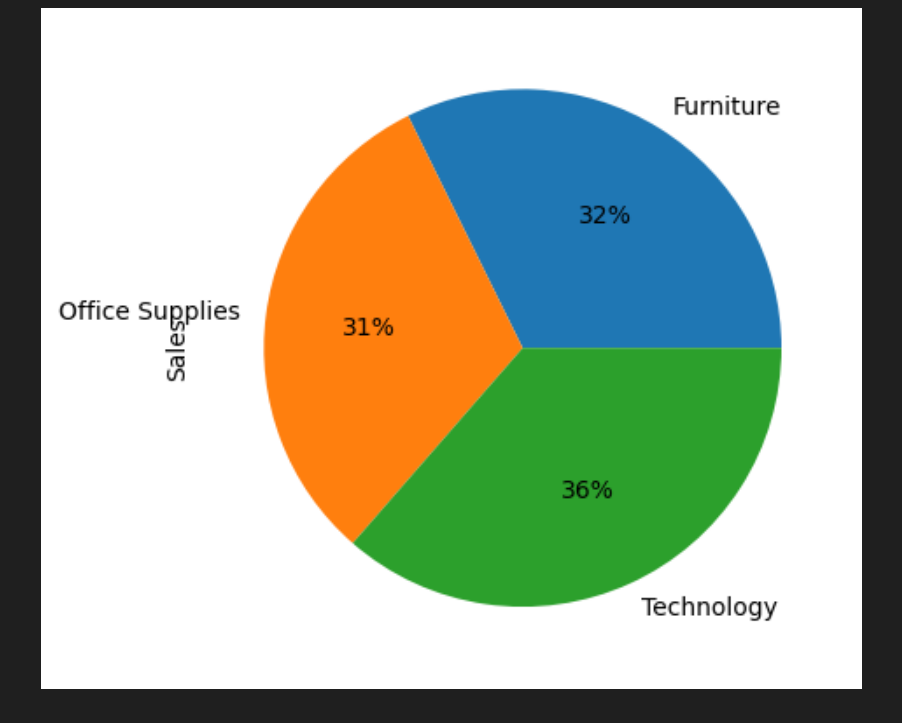 Furniture
32%
Office Supplies
31%
Sales
36%
Technology